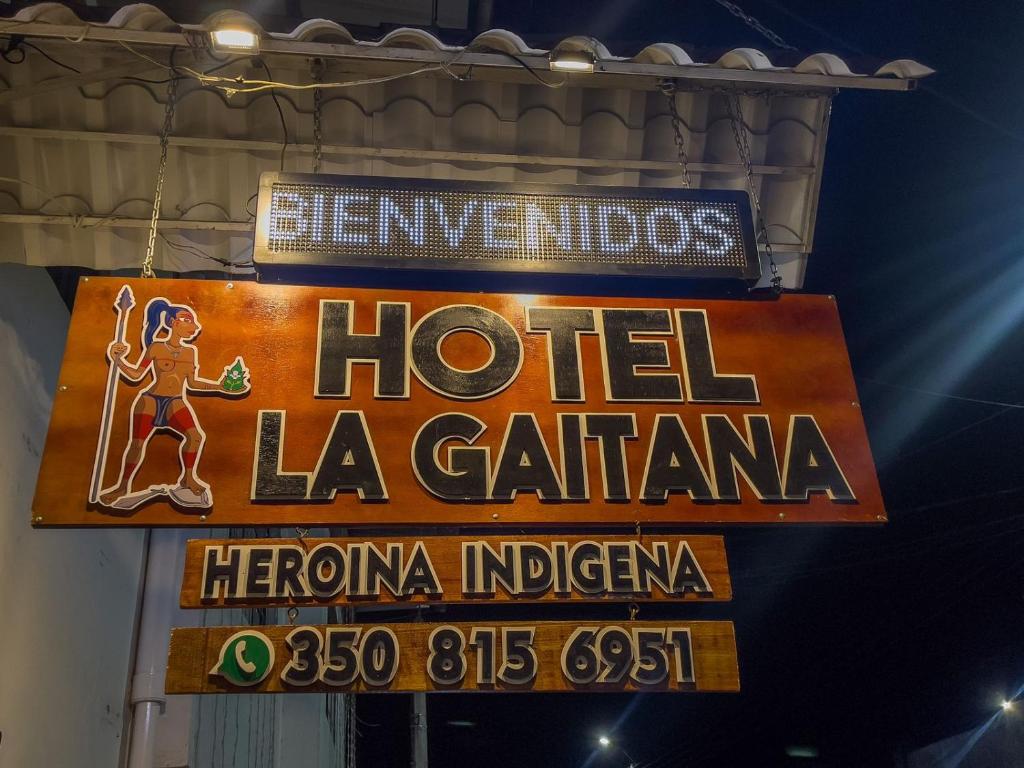 BIENVENIDOS
HOTEL
LA GAITANA
HEROINA INDIGENA
350 815 6951